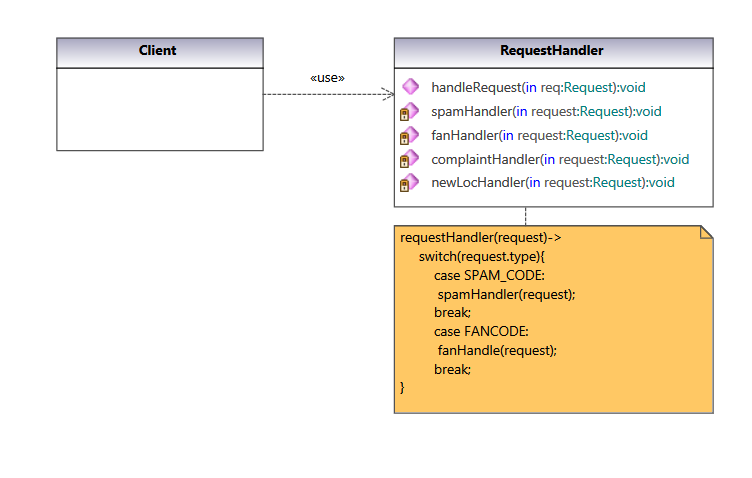 Client
«use»
RequestHandler
handleRequest(in req:Request):void
spamHandler(in request:Request):void
fanHandler(in request:Request):void
complaintHandler(in request:Request):void
newLocHandler(in request:Request):void
requestHandler(request)->
switch(request.type){
case SPAM_CODE:
spamHandler(request);
break;
case FANCODE:
fanHandle(request);
break;
}